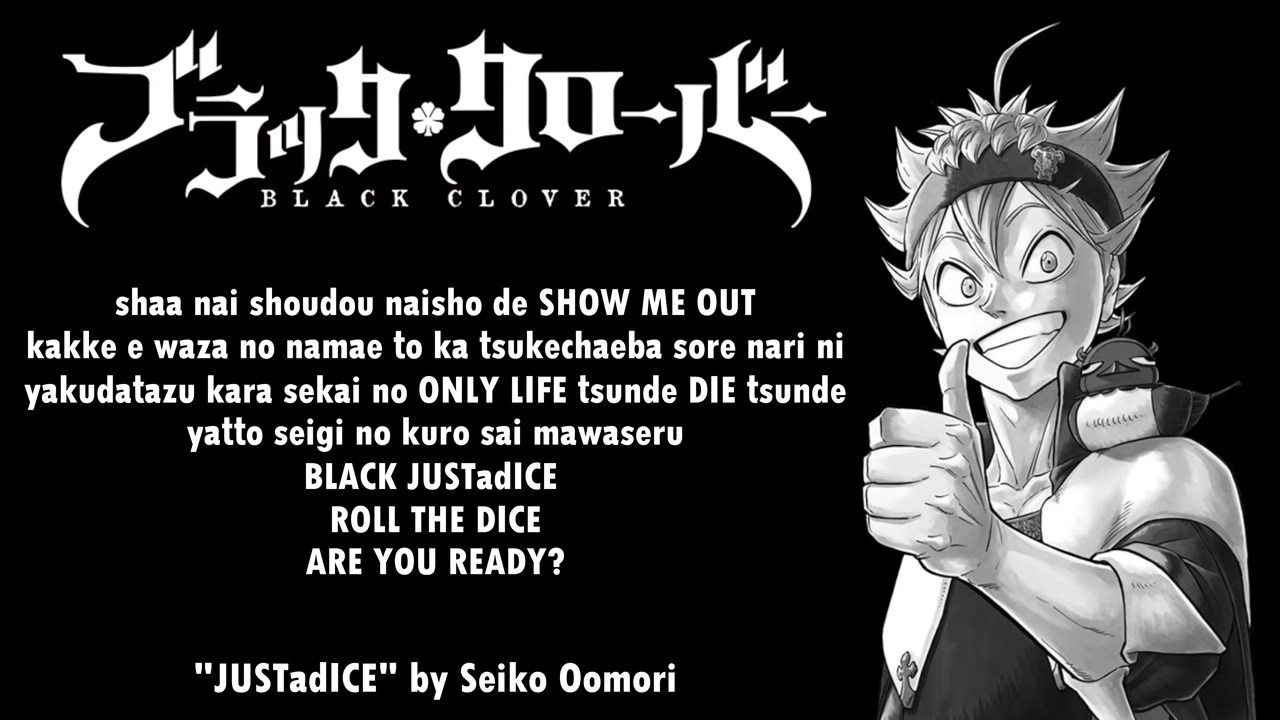 ブラック クローバー
BLACK CLOVER
shaa nai shoudou naisho de SHOW ME OUT
kakke e waza no namae to ka tsukechaeba sore nari ni
yakudatazu kara sekai no ONLY LIFE tsunde DIE tsunde
yatto seigi no kuro sai mawaseru
BLACK JUSTadICE
ROLL THE DICE
ARE YOU READY?
"JUSTadICE" by Seiko Oomori